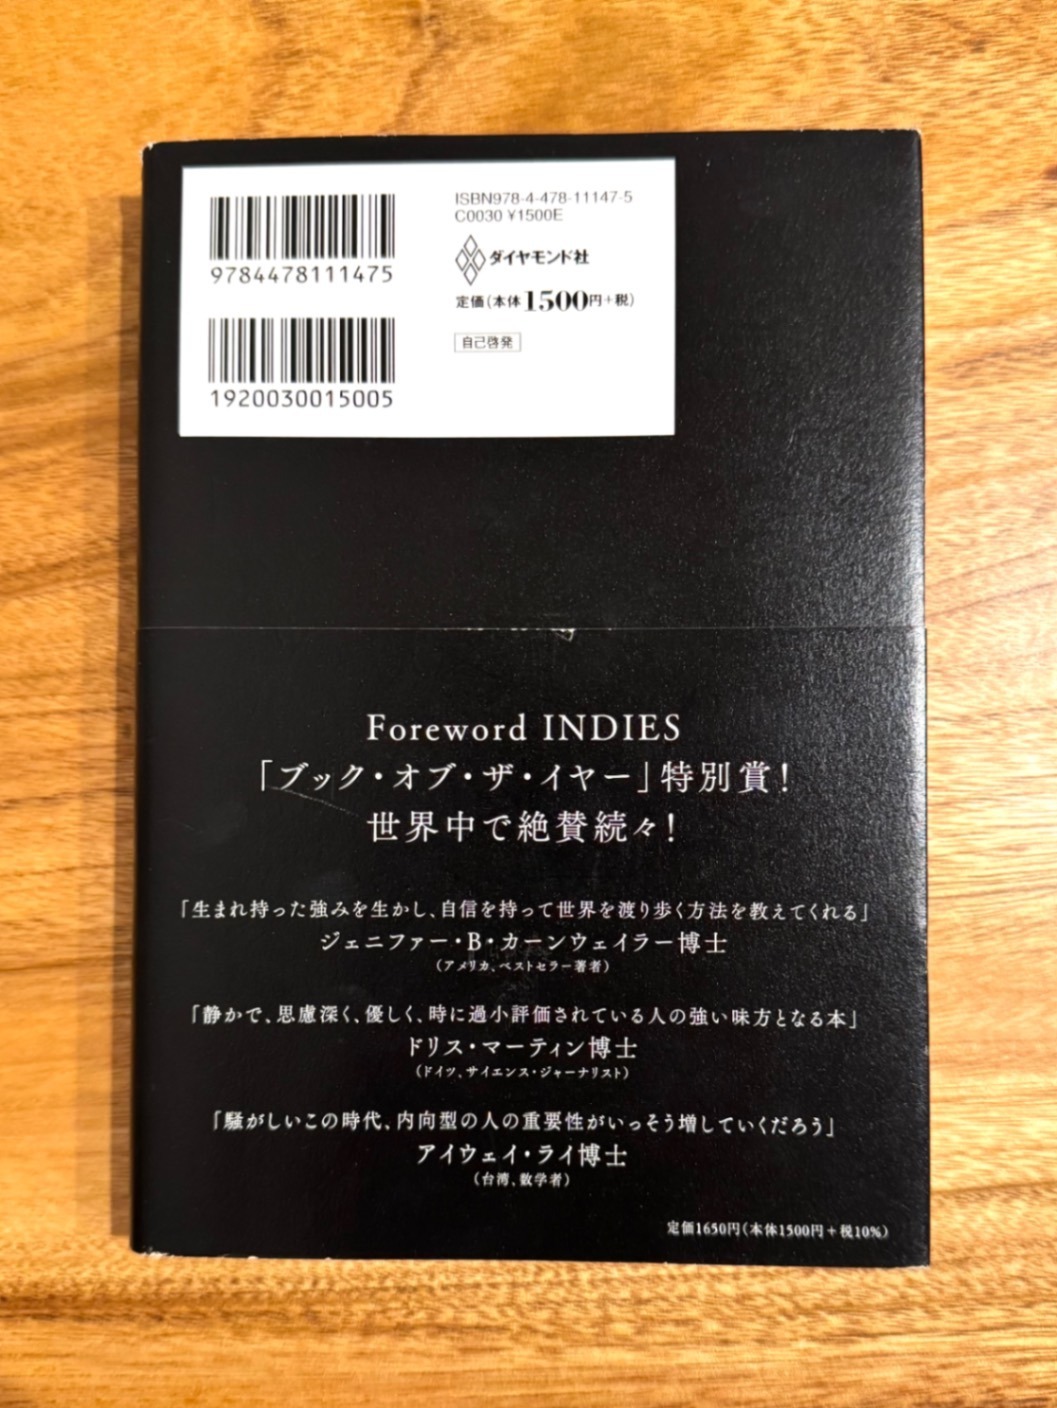 ISBN978-4-478-11147-5
C0030 ¥1500E
9784478111475
ダイヤモンド社
定価(本体1500円+税)
自己啓発
1920030015005
Foreword INDIES
「ブック・オブ・ザ・イヤー」特別賞!
世界中で絶賛続々!
「生まれ持った強みを生かし、自信を持って世界を渡り歩く方法を教えてくれる」
ジェニファー・B・カーンウェイラー博士
(アメリカ、ベストセラー著者)
「静かで、思慮深く、優しく、時に過小評価されている人の強い味方となる本」
ドリス・マーティン博士
(ドイツ、サイエンス・ジャーナリスト)
「騒がしいこの時代、内向型の人の重要性がいっそう増していくだろう」
アイウェイ・ライ博士
(台湾、数学者)
定価1650円(本体1500円+税10%)